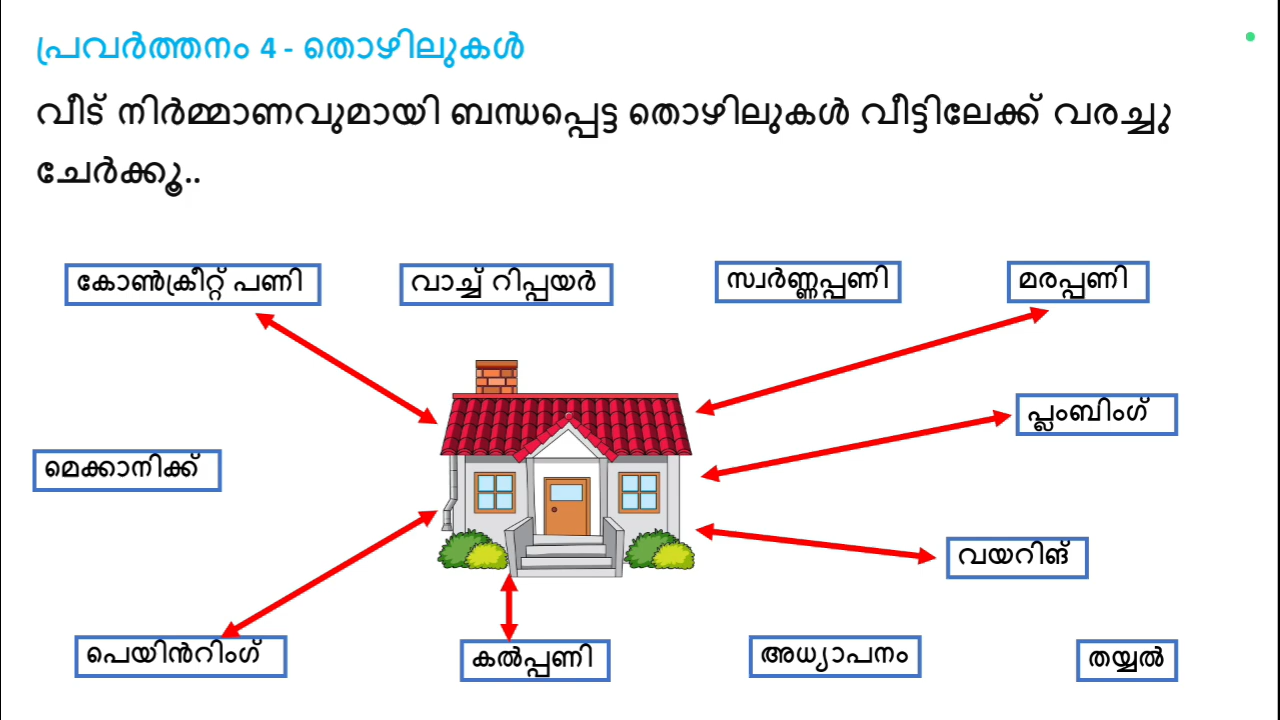 പ്രവർത്തനം 4 - തൊഴിലുകൾ
വീട് നിർമ്മാണവുമായി ബന്ധപ്പെട്ട തൊഴിലുകൾ വീട്ടിലേക്ക് വരച്ചു
ചേർക്കൂ..
കോൺക്രീറ്റ് പണി
വാച്ച് റിപ്പയർ
സ്വർണ്ണപ്പണി
മരപ്പണി
പ്ലംബിംഗ്
മെക്കാനിക്ക്
വയറിങ്
പെയിൻറിംഗ്
കൽപ്പണി
അധ്യാപനം
തയ്യൽ